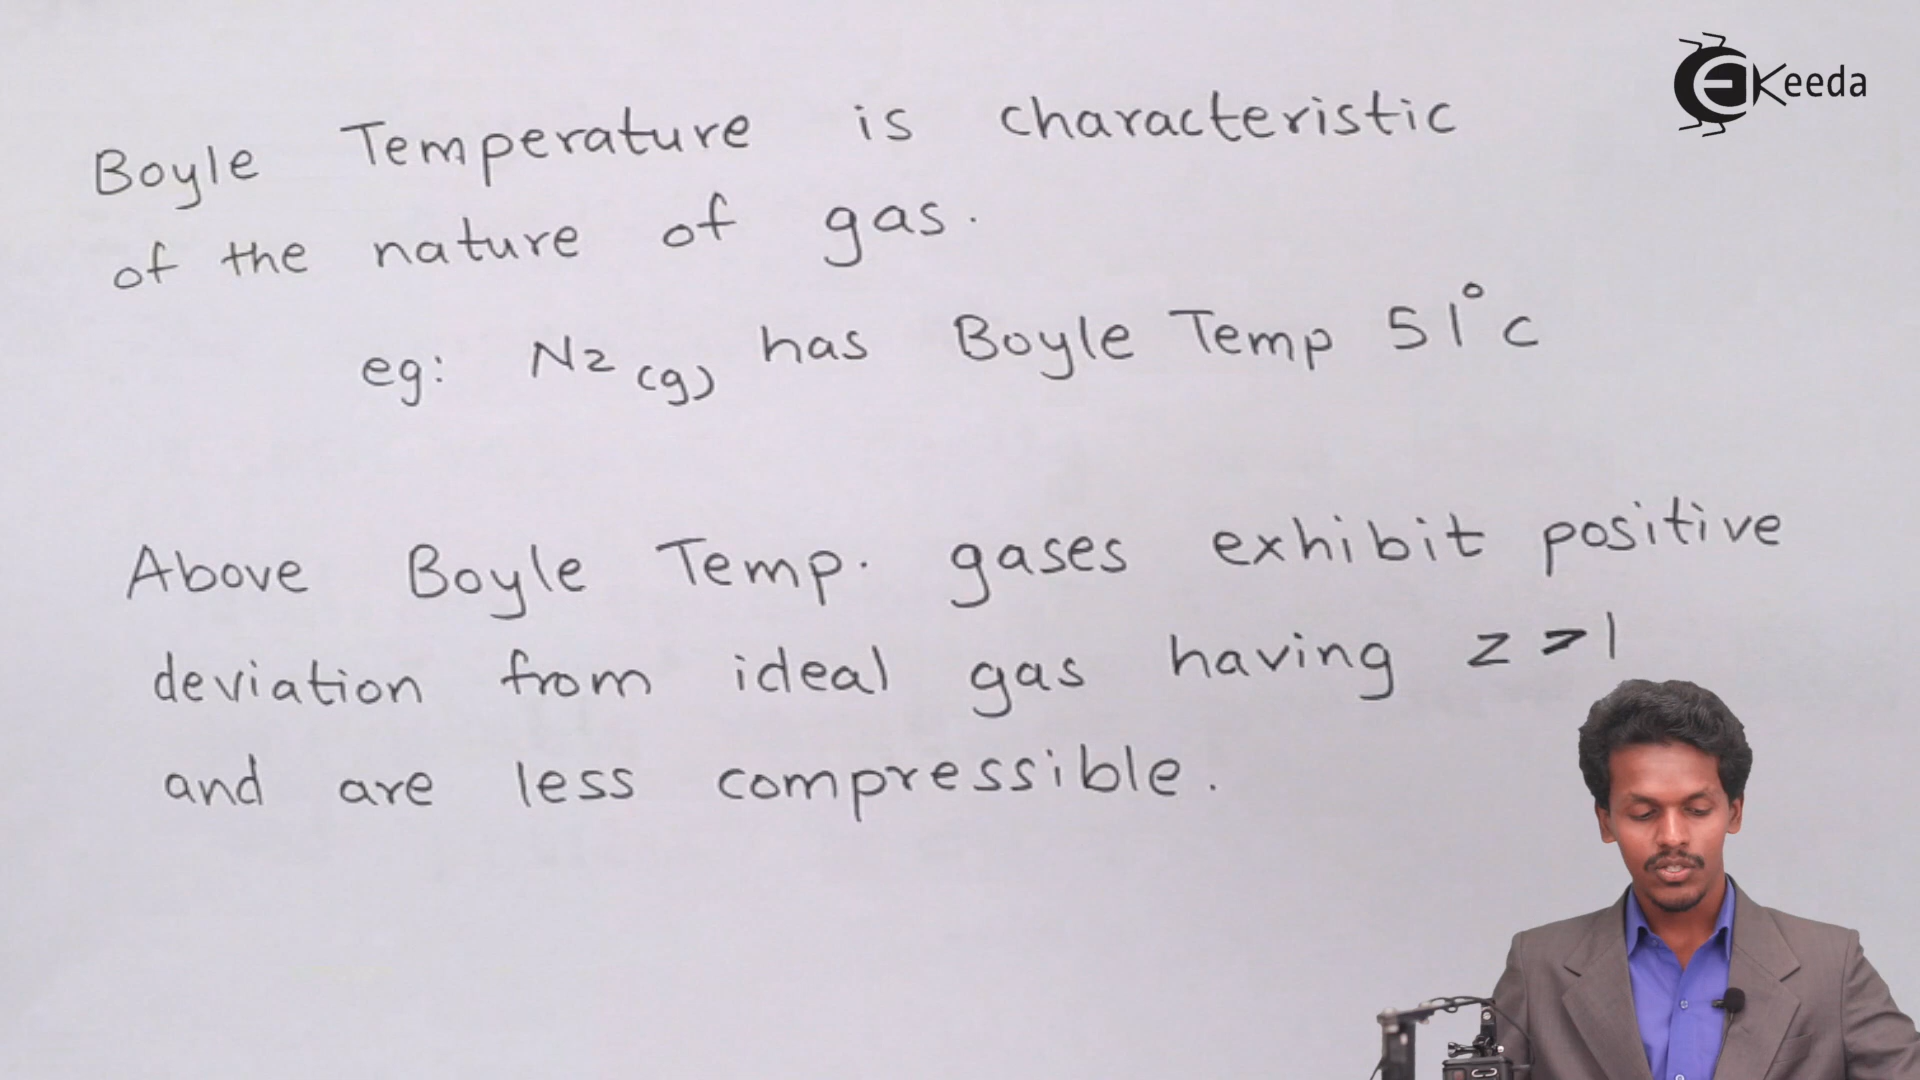 EKeeda
Boyle Temperature is characteristic
of the nature of gas.
eg: N2 (g) has Boyle Temp 51°c
Above Boyle Temp. gases exhibit positive
deviation from ideal gas having z > 1
and are less compressible.